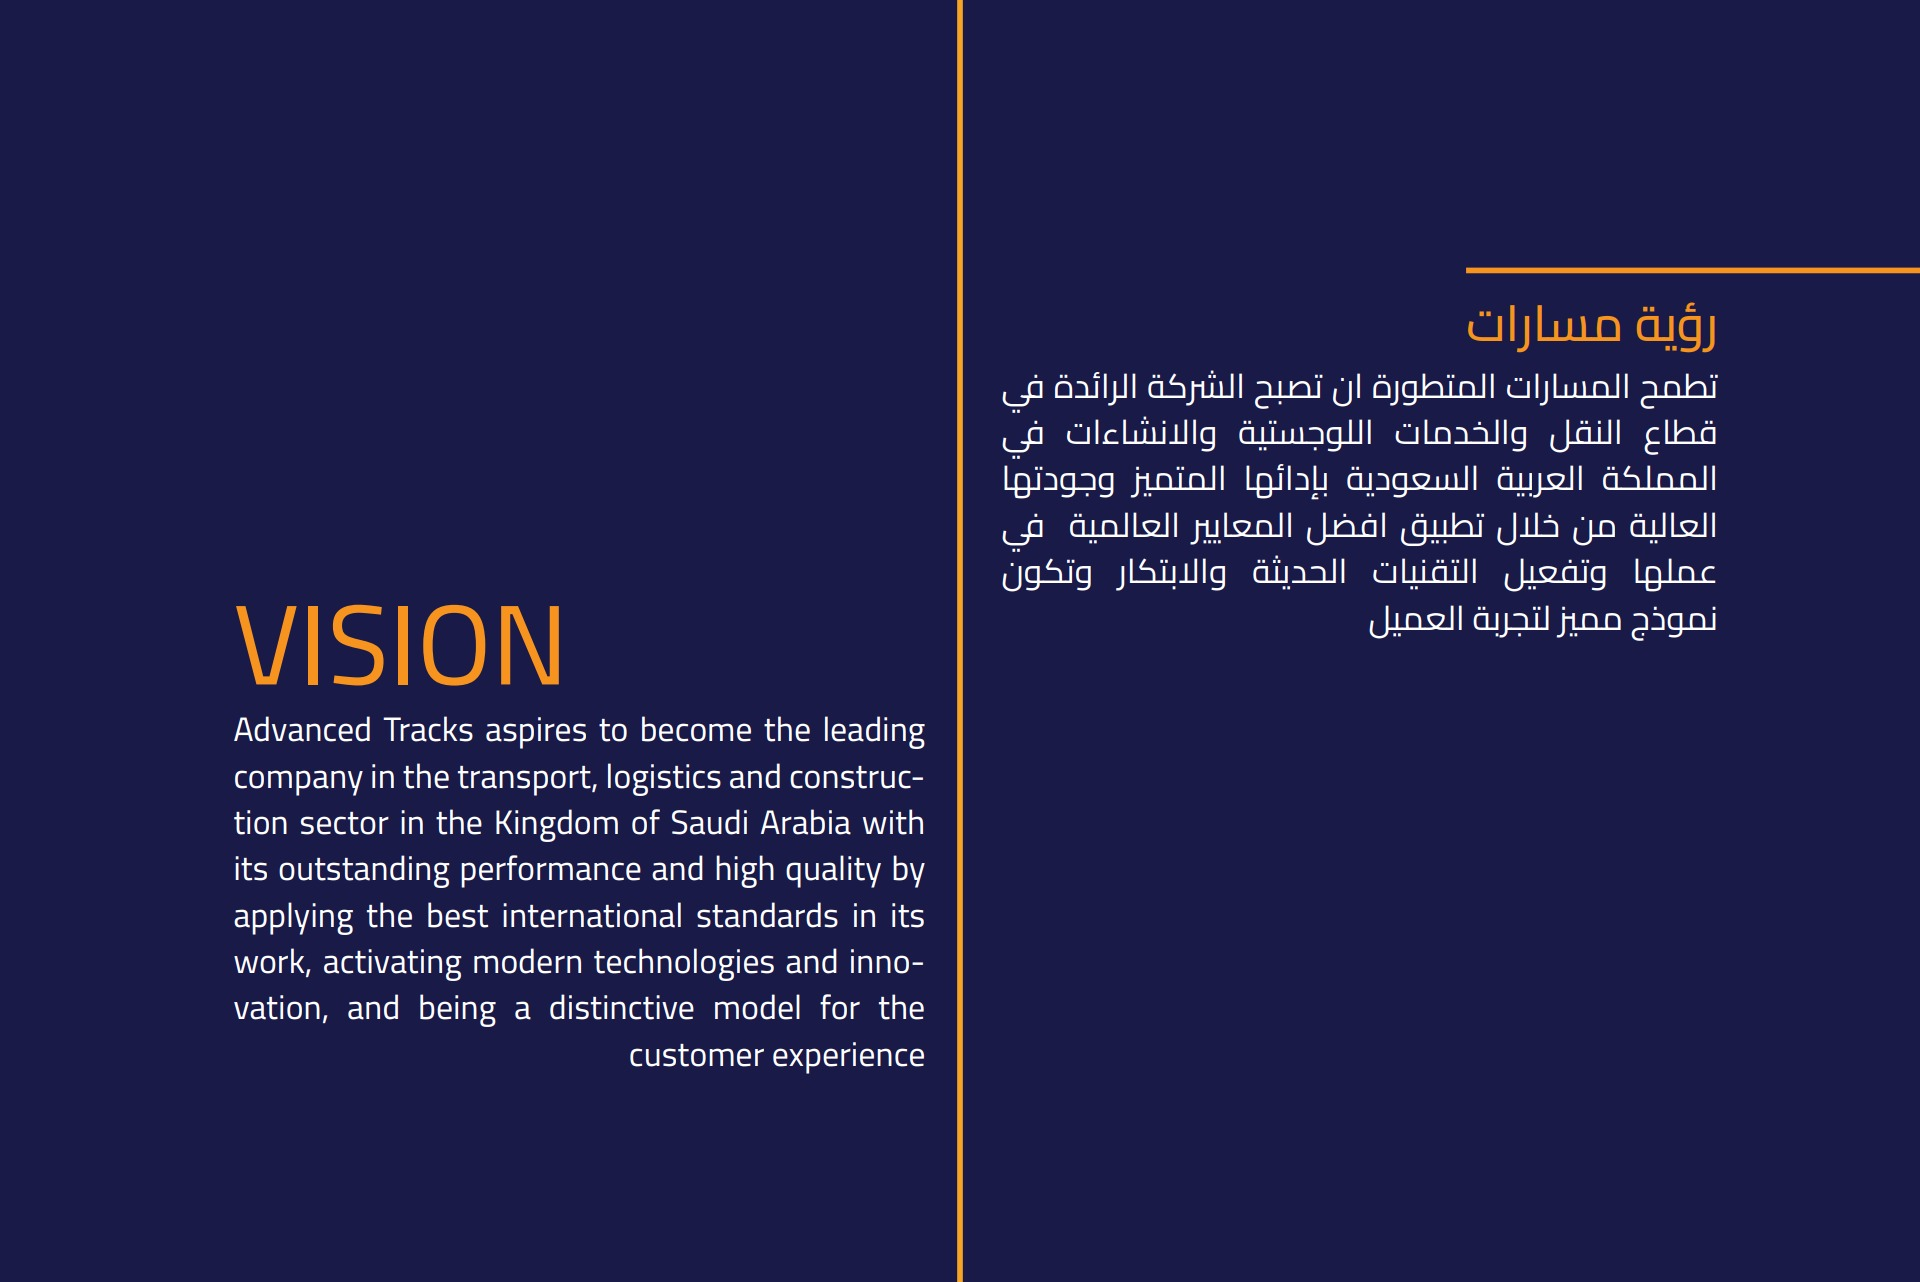 رؤية مسارات
تطمح المسارات المتطورة ان تصبح الشركة الرائدة في
قطاع النقل والخدمات اللوجستية والانشاءات في
المملكة العربية السعودية بإدائها المتميز وجودتها
العالية من خلال تطبيق افضل المعايير العالمية في
عملها وتفعيل التقنيات الحديثة والابتكار وتكون
نموذج مميز لتجربة العميل
VISION
Advanced Tracks aspires to become the leading
company in the transport, logistics and construc-
tion sector in the Kingdom of Saudi Arabia with
its outstanding performance and high quality by
applying the best international standards in its
work, activating modern technologies and inno-
vation, and being a distinctive model for the
customer experience